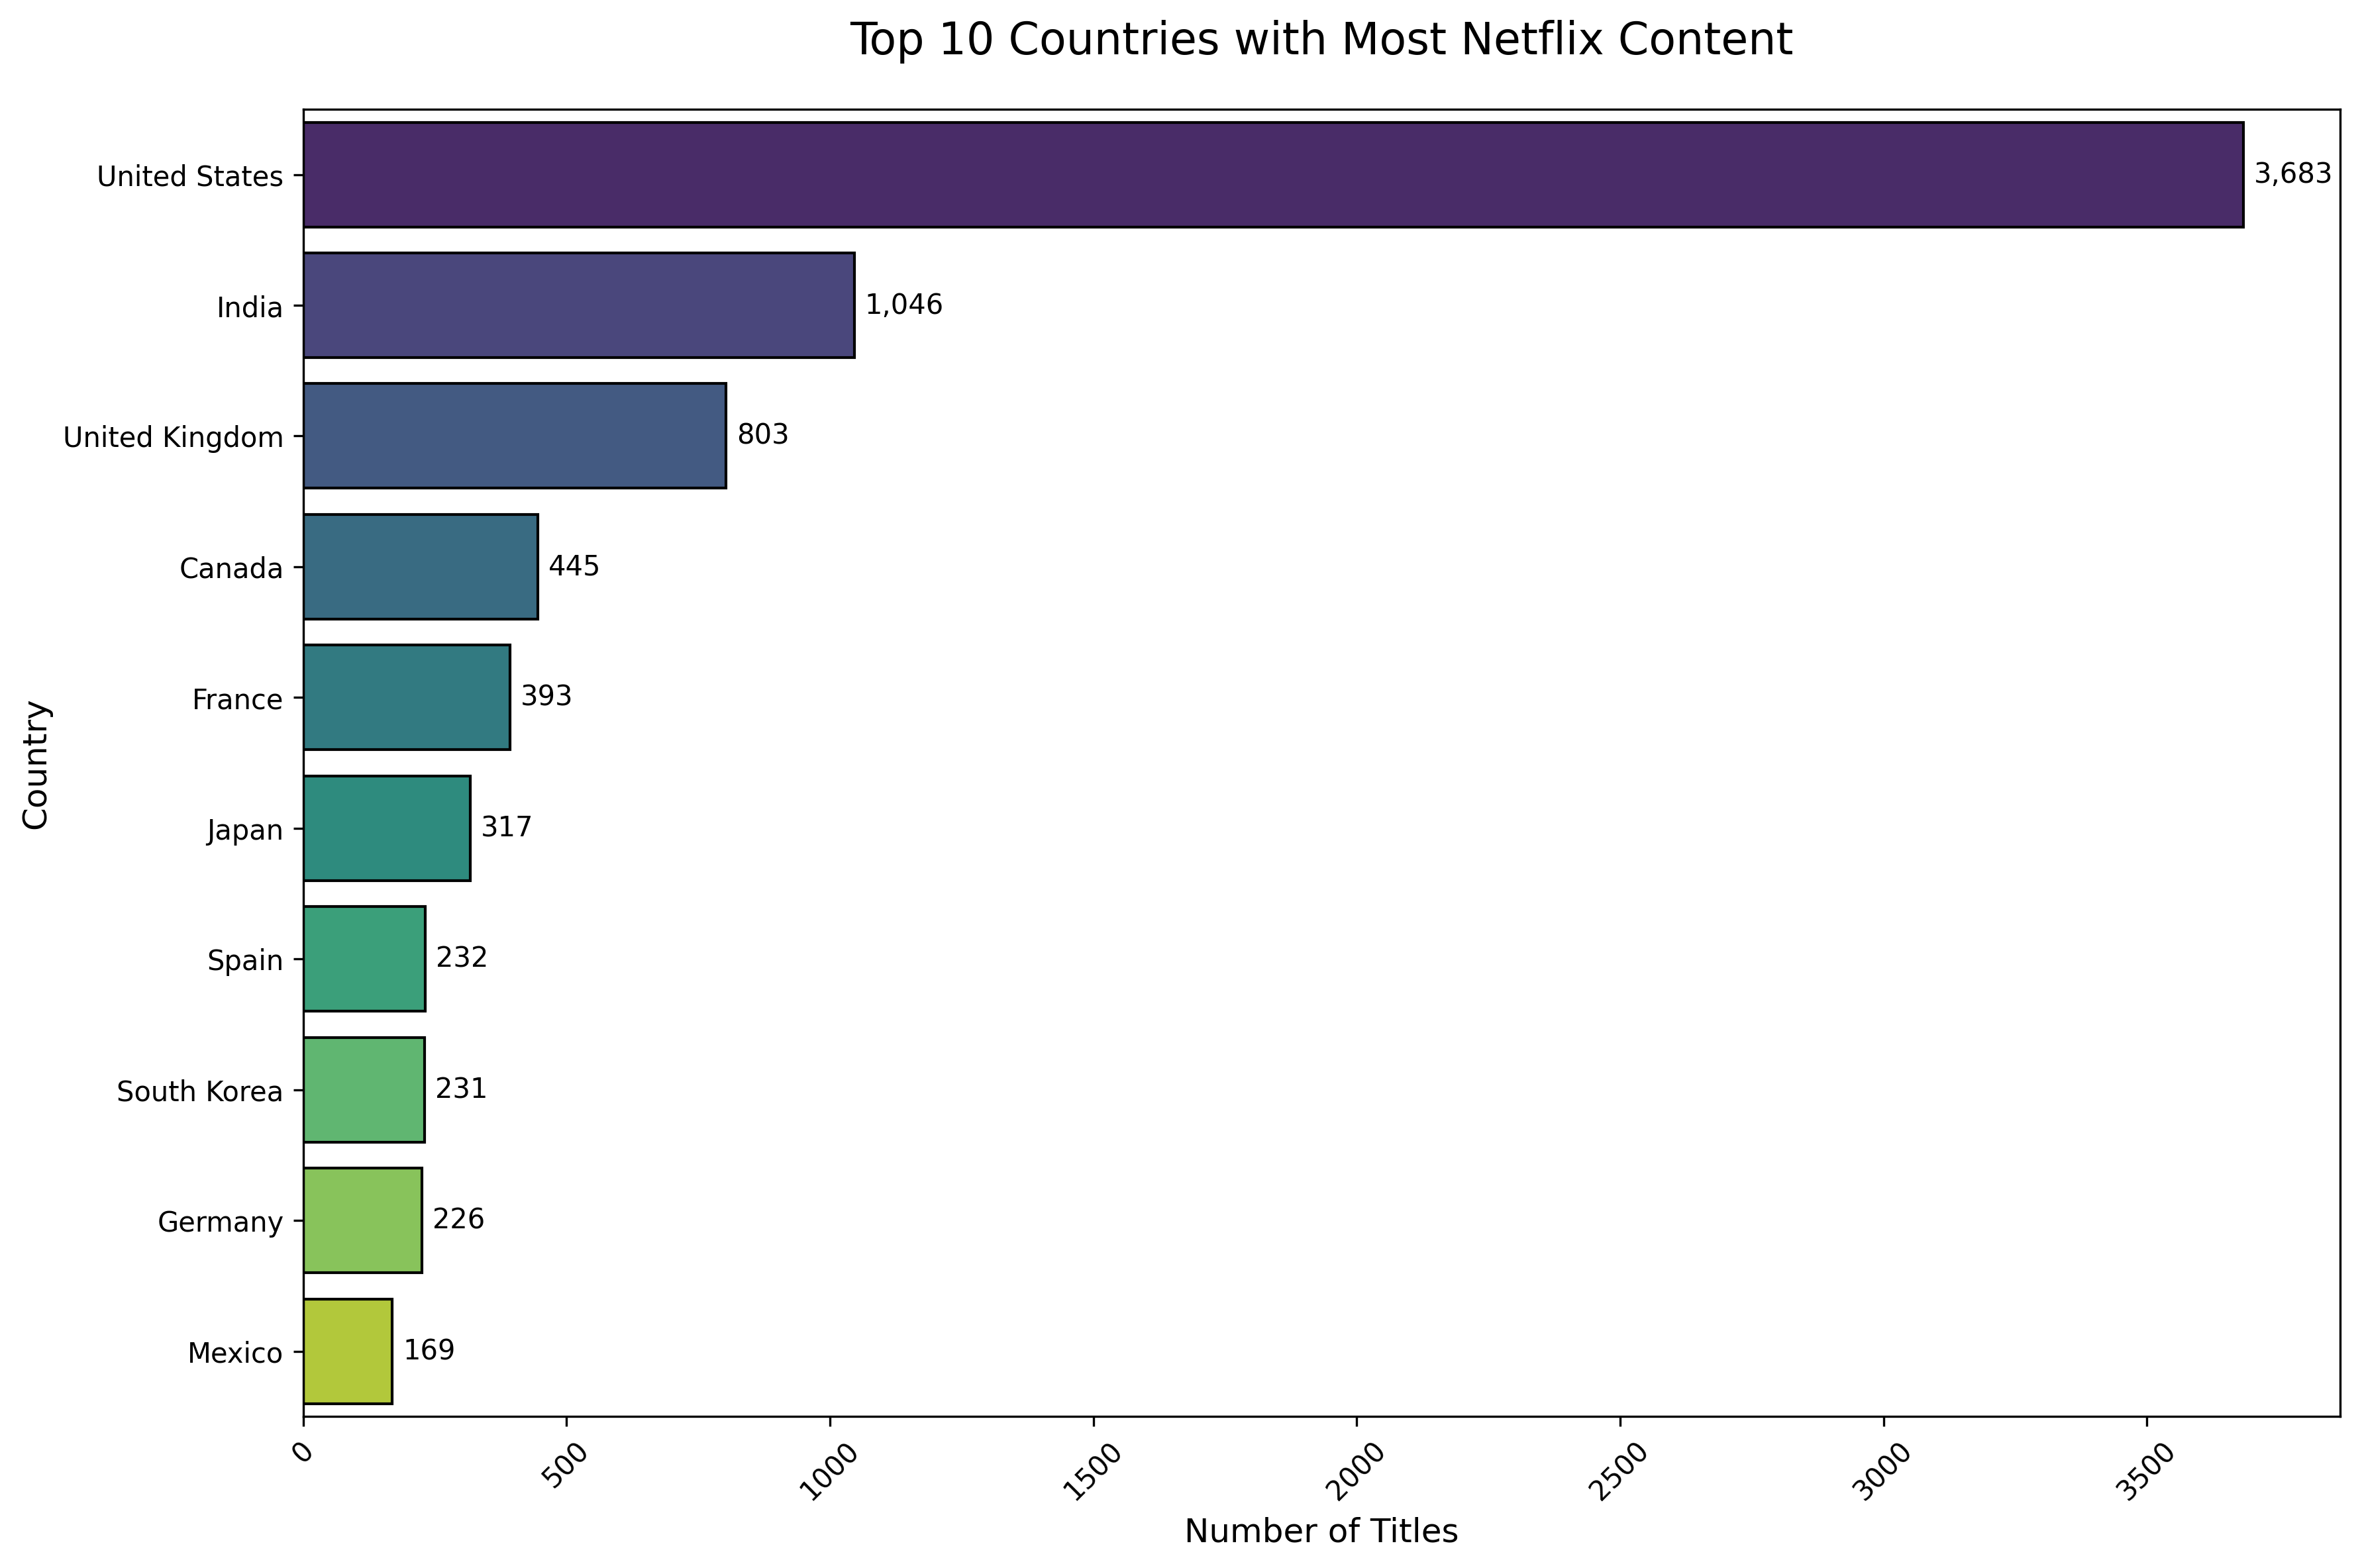 Top 10 Countries with Most Netflix Content
United States
3,683
India
1,046
United Kingdom
803
Canada
445
France
393
Japan
317
Spain
232
South Korea
231
Germany
226
Mexico
169
Country
0
500
1000
1500
2000
2500
3000
3500
Number of Titles